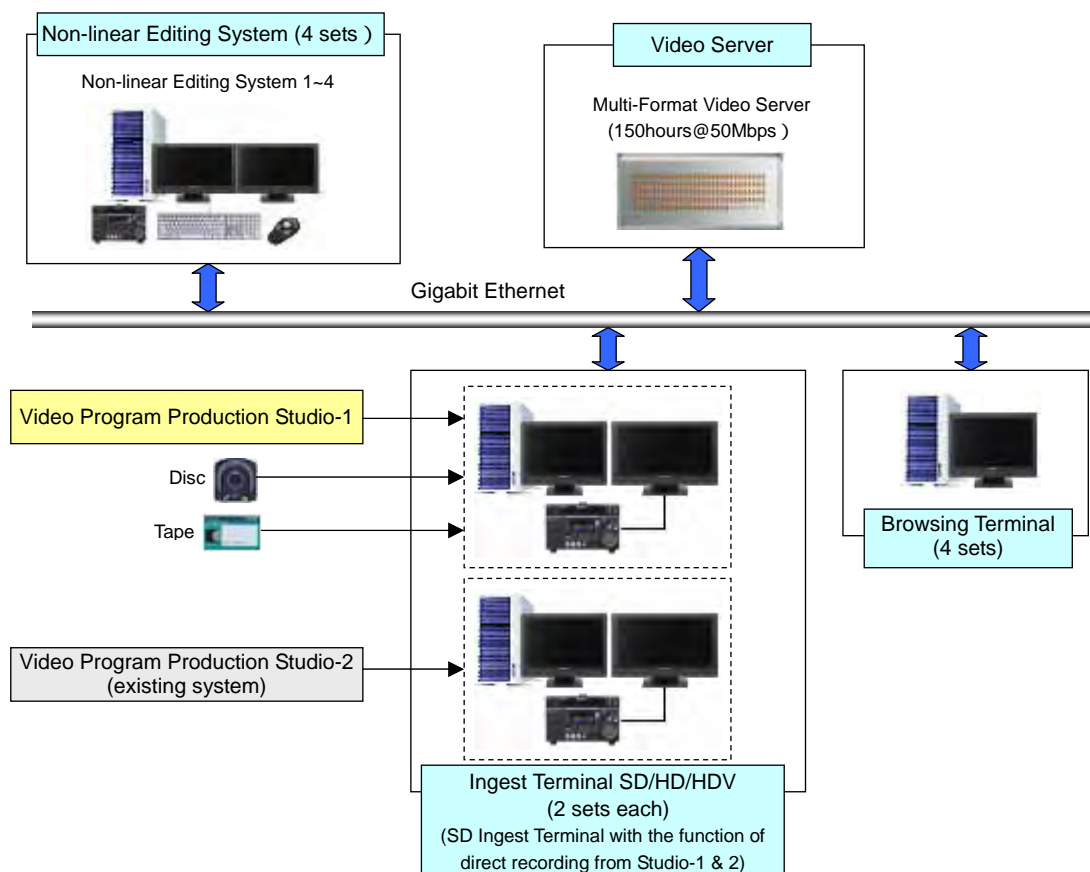 Non-linear Editing System (4 sets )
Non-linear Editing System 1~4
Video Server
Multi-Format Video Server
(150hours@50Mbps )
Gigabit Ethernet
Video Program Production Studio-1
Disc
Tape
Video Program Production Studio-2
(existing system)
Ingest Terminal SD/HD/HDV
(2 sets each)
(SD Ingest Terminal with the function of
direct recording from Studio-1 & 2)
Browsing Terminal
(4 sets)